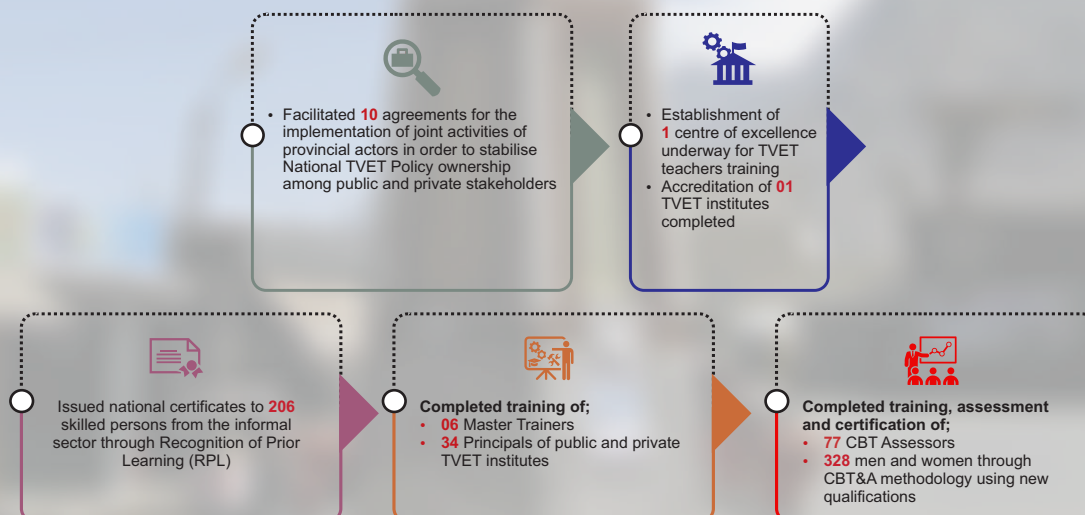 • Facilitated 10 agreements for the
implementation of joint activities of
provincial actors in order to stabilise
National TVET Policy ownership
among public and private stakeholders
• Establishment of
1 centre of excellence
underway for TVET
teachers training
• Accreditation of 01
TVET institutes
completed
Issued national certificates to 206
skilled persons from the informal
sector through Recognition of Prior
Learning (RPL)
Completed training of;
• 06 Master Trainers
• 34 Principals of public and private
TVET institutes
Completed training, assessment
and certification of;
• 77 CBT Assessors
• 328 men and women through
CBT&A methodology using new
qualifications